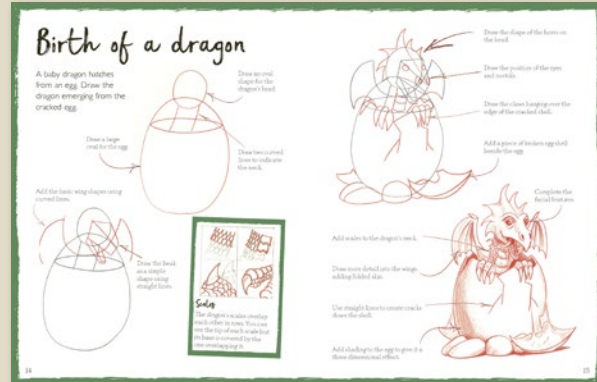 Birth of a dragon
A baby dragon hatches
from an egg. Draw the
dragon emerging from the
cracked egg.
Draw an oval
shape for the
dragon's head.
Draw a large
oval for the egg.
Draw two curved
lines to indicate
the neck.
Add the basic wing shapes using
curved lines.
Draw the beak
as a simple
shape using
straight lines.
Scales
The dragon's scales overlap
each other in rows. You can
see the tip of each scale but
its base is covered by the
one overlapping it.
14
Draw the shape of the horns on
the head.
Draw the position of the eyes
and nostrils.
Draw the claws hanging over the
edge of the cracked shell.
Add a piece of broken egg shell
beside the egg.
Complete the
facial features.
Add scales to the dragon's neck.
Draw more detail into the wings,
adding folded skin.
Use straight lines to create cracks
down the shell.
Add shading to the egg to give it a
three-dimensional effect.
15